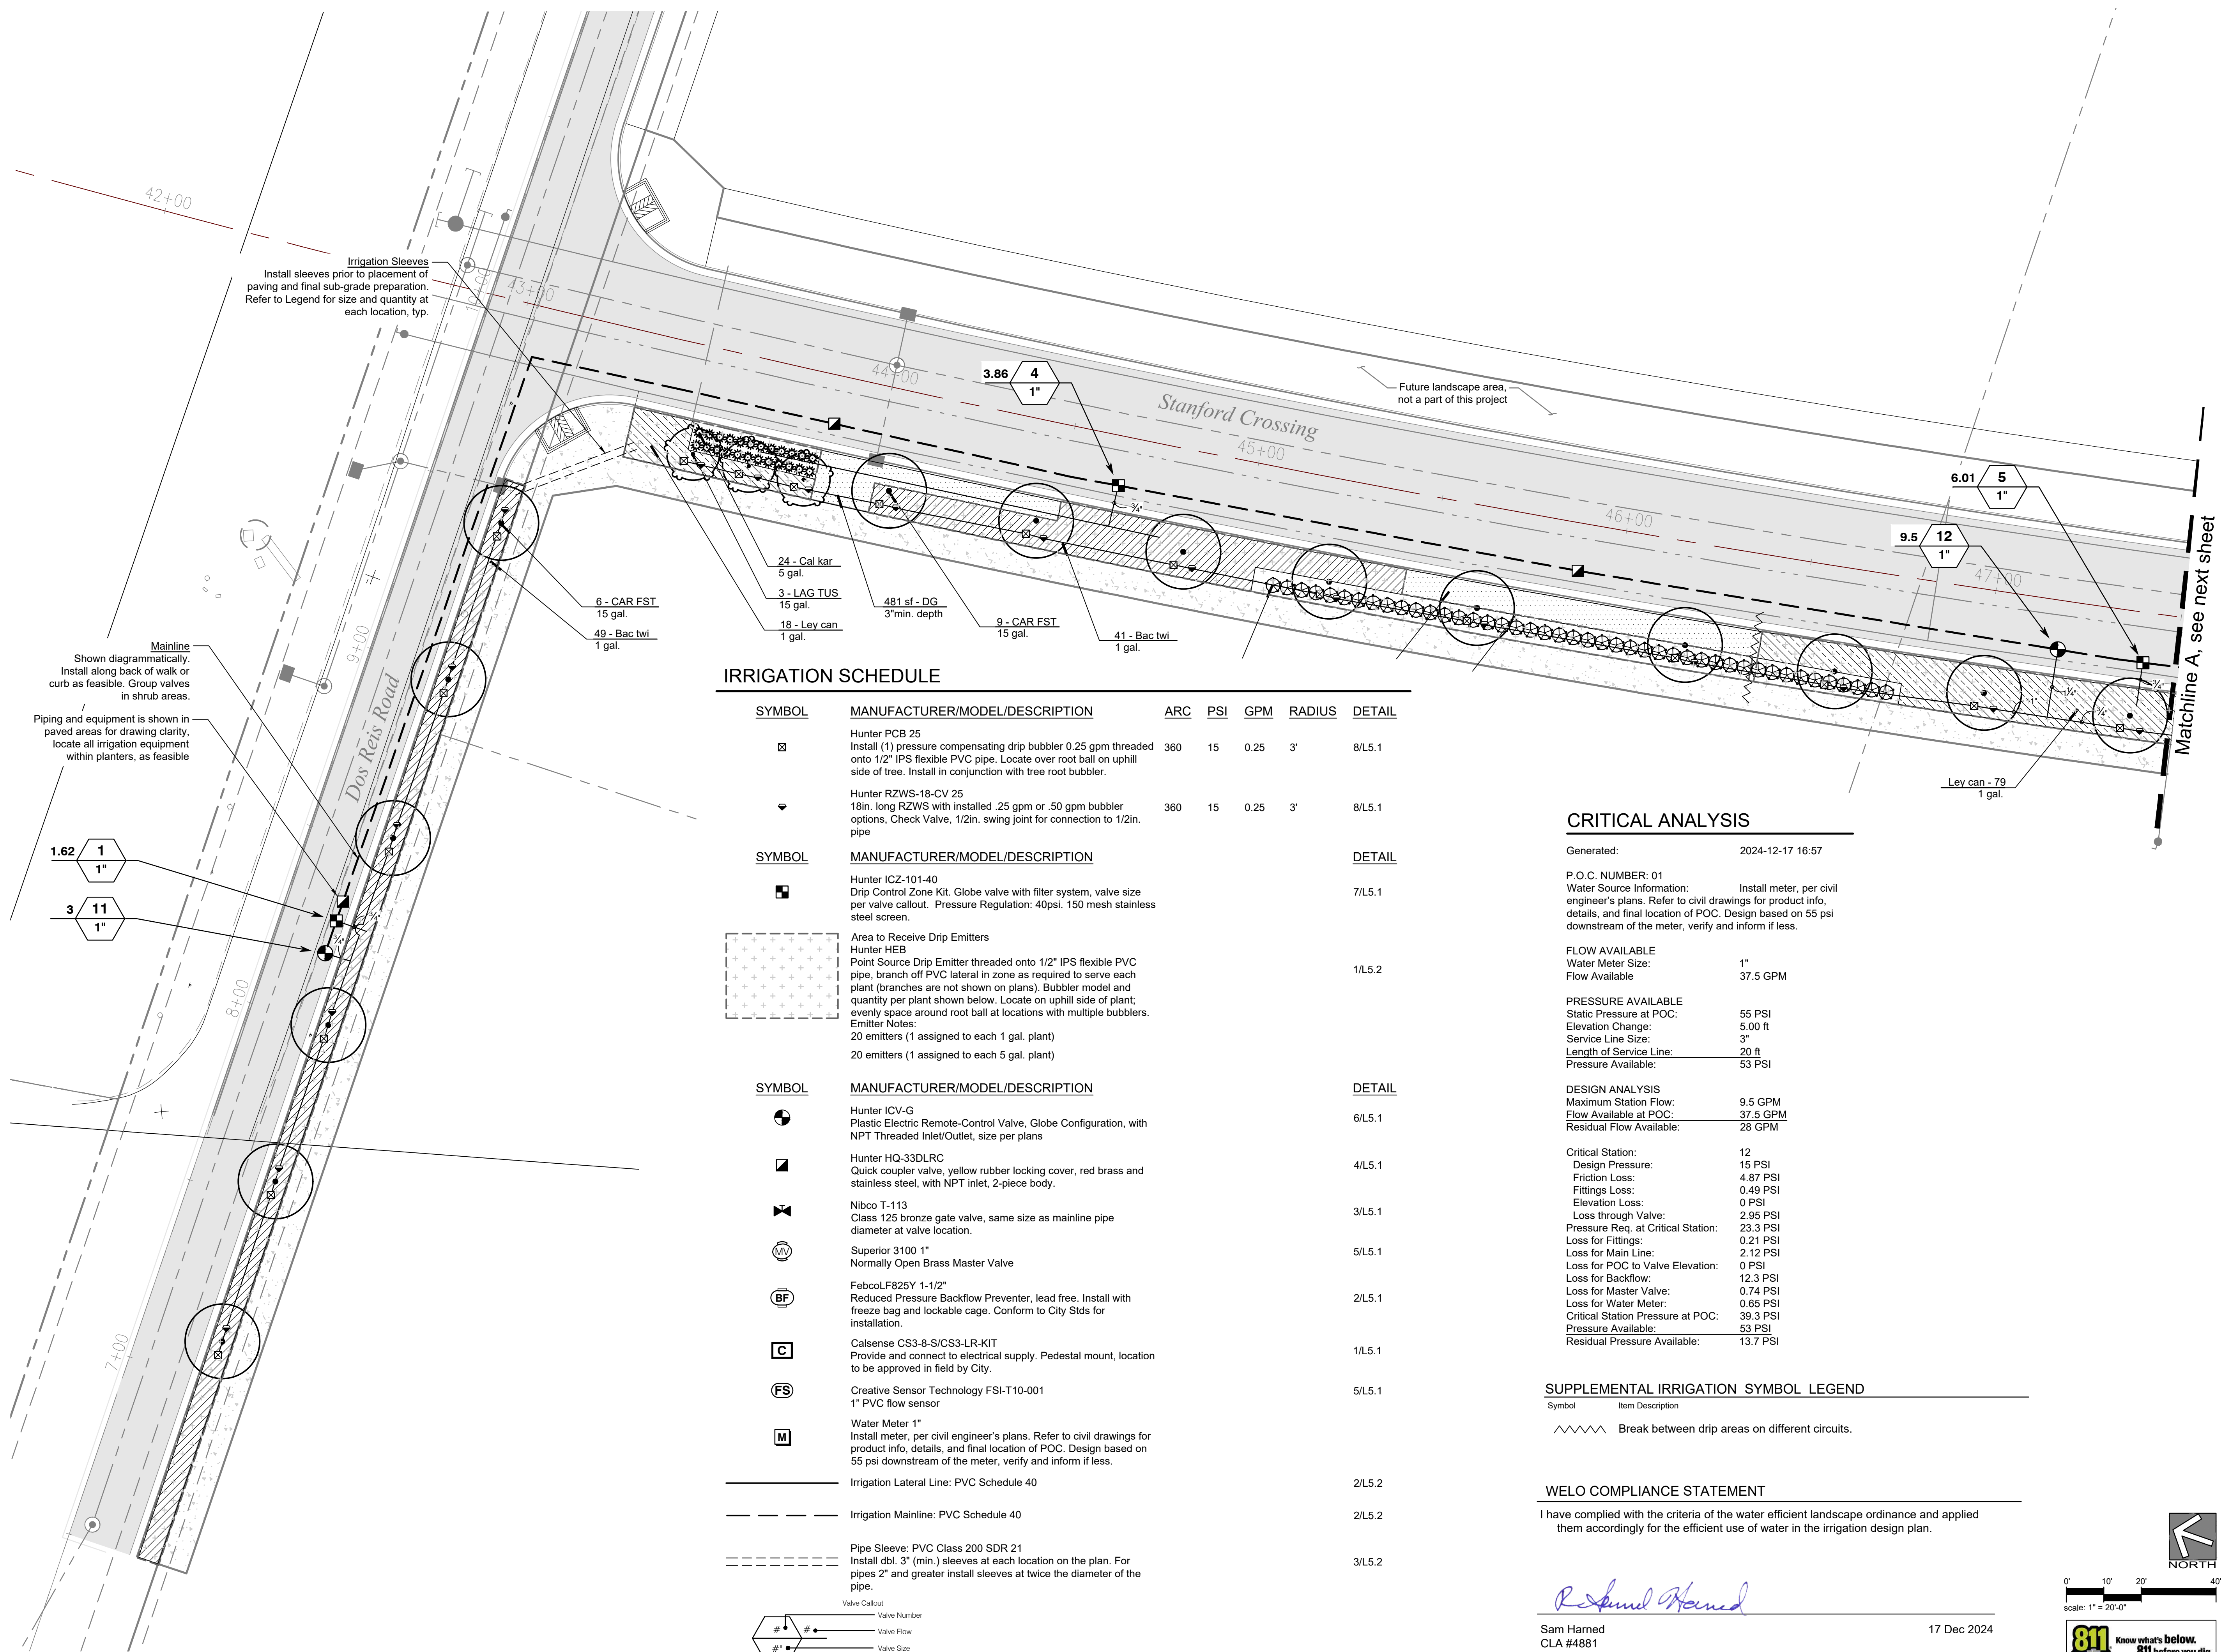 42+00
43+00
10+00
44+00
45+00
46+00
47+00
9+00
8+00
7+00
Irrigation Sleeves
Install sleeves prior to placement of
paving and final sub-grade preparation.
Refer to Legend for size and quantity at
each location, typ.
3.86 4
1"
Stanford Crossing
Future landscape area,
not a part of this project
6.01 5
1"
9.5 12
1"
Matchline A, see next sheet
¾"
1¼"
1"
¾"
¾"
24 - Cal kar
5 gal.
3 - LAG TUS
15 gal.
18 - Ley can
1 gal.
481 sf - DG
3"min. depth
9 - CAR FST
15 gal.
41 - Bac twi
1 gal.
6 - CAR FST
15 gal.
49 - Bac twi
1 gal.
Ley can - 79
1 gal.
Mainline
Shown diagrammatically.
Install along back of walk or
curb as feasible. Group valves
in shrub areas.
Piping and equipment is shown in
paved areas for drawing clarity,
locate all irrigation equipment
within planters, as feasible
Dos Reis Road
1.62 1
1"
3 11
1"
¾"
¾"
IRRIGATION SCHEDULE
SYMBOL MANUFACTURER/MODEL/DESCRIPTION ARC PSI GPM RADIUS DETAIL
Hunter PCB 25
Install (1) pressure compensating drip bubbler 0.25 gpm threaded 360 15 0.25 3' 8/L5.1
onto 1/2" IPS flexible PVC pipe. Locate over root ball on uphill
side of tree. Install in conjunction with tree root bubbler.
Hunter RZWS-18-CV 25
18in. long RZWS with installed .25 gpm or .50 gpm bubbler 360 15 0.25 3' 8/L5.1
options, Check Valve, 1/2in. swing joint for connection to 1/2in.
pipe
SYMBOL MANUFACTURER/MODEL/DESCRIPTION DETAIL
Hunter ICZ-101-40
Drip Control Zone Kit. Globe valve with filter system, valve size 7/L5.1
per valve callout. Pressure Regulation: 40psi. 150 mesh stainless
steel screen.
Area to Receive Drip Emitters
Hunter HEB
Point Source Drip Emitter threaded onto 1/2" IPS flexible PVC
pipe, branch off PVC lateral in zone as required to serve each 1/L5.2
plant (branches are not shown on plans). Bubbler model and
quantity per plant shown below. Locate on uphill side of plant;
evenly space around root ball at locations with multiple bubblers.
Emitter Notes:
20 emitters (1 assigned to each 1 gal. plant)
20 emitters (1 assigned to each 5 gal. plant)
SYMBOL MANUFACTURER/MODEL/DESCRIPTION DETAIL
Hunter ICV-G
Plastic Electric Remote-Control Valve, Globe Configuration, with 6/L5.1
NPT Threaded Inlet/Outlet, size per plans
Hunter HQ-33DLRC
Quick coupler valve, yellow rubber locking cover, red brass and 4/L5.1
stainless steel, with NPT inlet, 2-piece body.
Nibco T-113
Class 125 bronze gate valve, same size as mainline pipe 3/L5.1
diameter at valve location.
MV Superior 3100 1" 5/L5.1
Normally Open Brass Master Valve
FebcoLF825Y 1-1/2"
BF Reduced Pressure Backflow Preventer, lead free. Install with 2/L5.1
freeze bag and lockable cage. Conform to City Stds for
installation.
Calsense CS3-8-S/CS3-LR-KIT
C Provide and connect to electrical supply. Pedestal mount, location 1/L5.1
to be approved in field by City.
FS Creative Sensor Technology FSI-T10-001 5/L5.1
1” PVC flow sensor
Water Meter 1"
M Install meter, per civil engineer's plans. Refer to civil drawings for 2/L5.1
product info, details, and final location of POC. Design based on
55 psi downstream of the meter, verify and inform if less.
Irrigation Lateral Line: PVC Schedule 40 2/L5.2
Irrigation Mainline: PVC Schedule 40 2/L5.2
Pipe Sleeve: PVC Class 200 SDR 21
Install dbl. 3" (min.) sleeves at each location on the plan. For 3/L5.2
pipes 2" and greater install sleeves at twice the diameter of the
pipe.
Valve Callout
# Valve Number
# Valve Flow
#" Valve Size
CRITICAL ANALYSIS
Generated: 2024-12-17 16:57
P.O.C. NUMBER: 01
Water Source Information: Install meter, per civil
engineer's plans. Refer to civil drawings for product info,
details, and final location of POC. Design based on 55 psi
downstream of the meter, verify and inform if less.
FLOW AVAILABLE
Water Meter Size: 1"
Flow Available 37.5 GPM
PRESSURE AVAILABLE
Static Pressure at POC: 55 PSI
Elevation Change: 5.00 ft
Service Line Size: 3"
Length of Service Line: 20 ft
Pressure Available: 53 PSI
DESIGN ANALYSIS
Maximum Station Flow: 9.5 GPM
Flow Available at POC: 37.5 GPM
Residual Flow Available: 28 GPM
Critical Station: 12
Design Pressure: 15 PSI
Friction Loss: 4.87 PSI
Fittings Loss: 0.49 PSI
Elevation Loss: 0 PSI
Loss through Valve: 2.95 PSI
Pressure Req. at Critical Station: 23.3 PSI
Loss for Fittings: 0.21 PSI
Loss for Main Line: 2.12 PSI
Loss for POC to Valve Elevation: 0 PSI
Loss for Backflow: 12.3 PSI
Loss for Master Valve: 0.74 PSI
Loss for Water Meter: 0.65 PSI
Critical Station Pressure at POC: 39.3 PSI
Pressure Available: 53 PSI
Residual Pressure Available: 13.7 PSI
SUPPLEMENTAL IRRIGATION SYMBOL LEGEND
Symbol Item Description
Break between drip areas on different circuits.
WELO COMPLIANCE STATEMENT
I have complied with the criteria of the water efficient landscape ordinance and applied
them accordingly for the efficient use of water in the irrigation design plan.
Sam Harned 17 Dec 2024
CLA #4881
NORTH
0' 10' 20' 40'
scale: 1" = 20'-0"
811 Know what's below.
811 before you dig